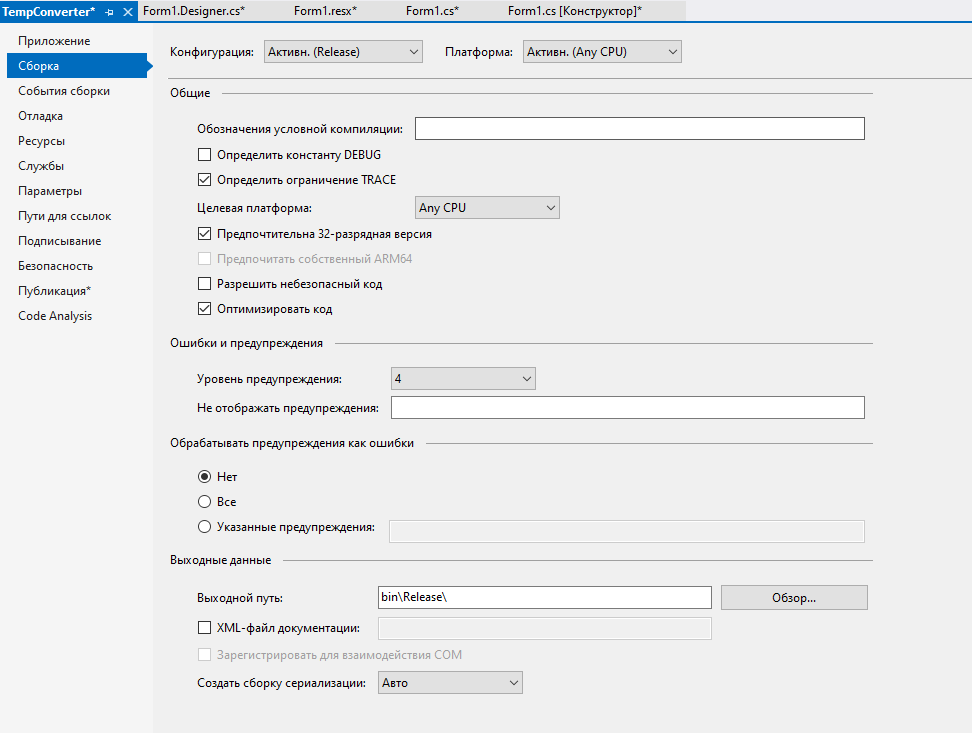 TempConverter* Form1.Designer.cs* Form1.resx* Form1.cs* Form1.cs [Конструктор]*
Приложение
Сборка
События сборки
Отладка
Ресурсы
Службы
Параметры
Пути для ссылок
Подписывание
Безопасность
Публикация*
Code Analysis
Конфигурация: Активн. (Release) Платформа: Активн. (Any CPU)
Общие
Обозначения условной компиляции:
Определить константу DEBUG
Определить ограничение TRACE
Целевая платформа: Any CPU
Предпочтительна 32-разрядная версия
Предпочитать собственный ARM64
Разрешить небезопасный код
Оптимизировать код
Ошибки и предупреждения
Уровень предупреждения: 4
Не отображать предупреждения:
Обрабатывать предупреждения как ошибки
Нет
Все
Указанные предупреждения:
Выходные данные
Выходной путь: bin\Release\ Обзор...
XML-файл документации:
Зарегистрировать для взаимодействия COM
Создать сборку сериализации: Авто